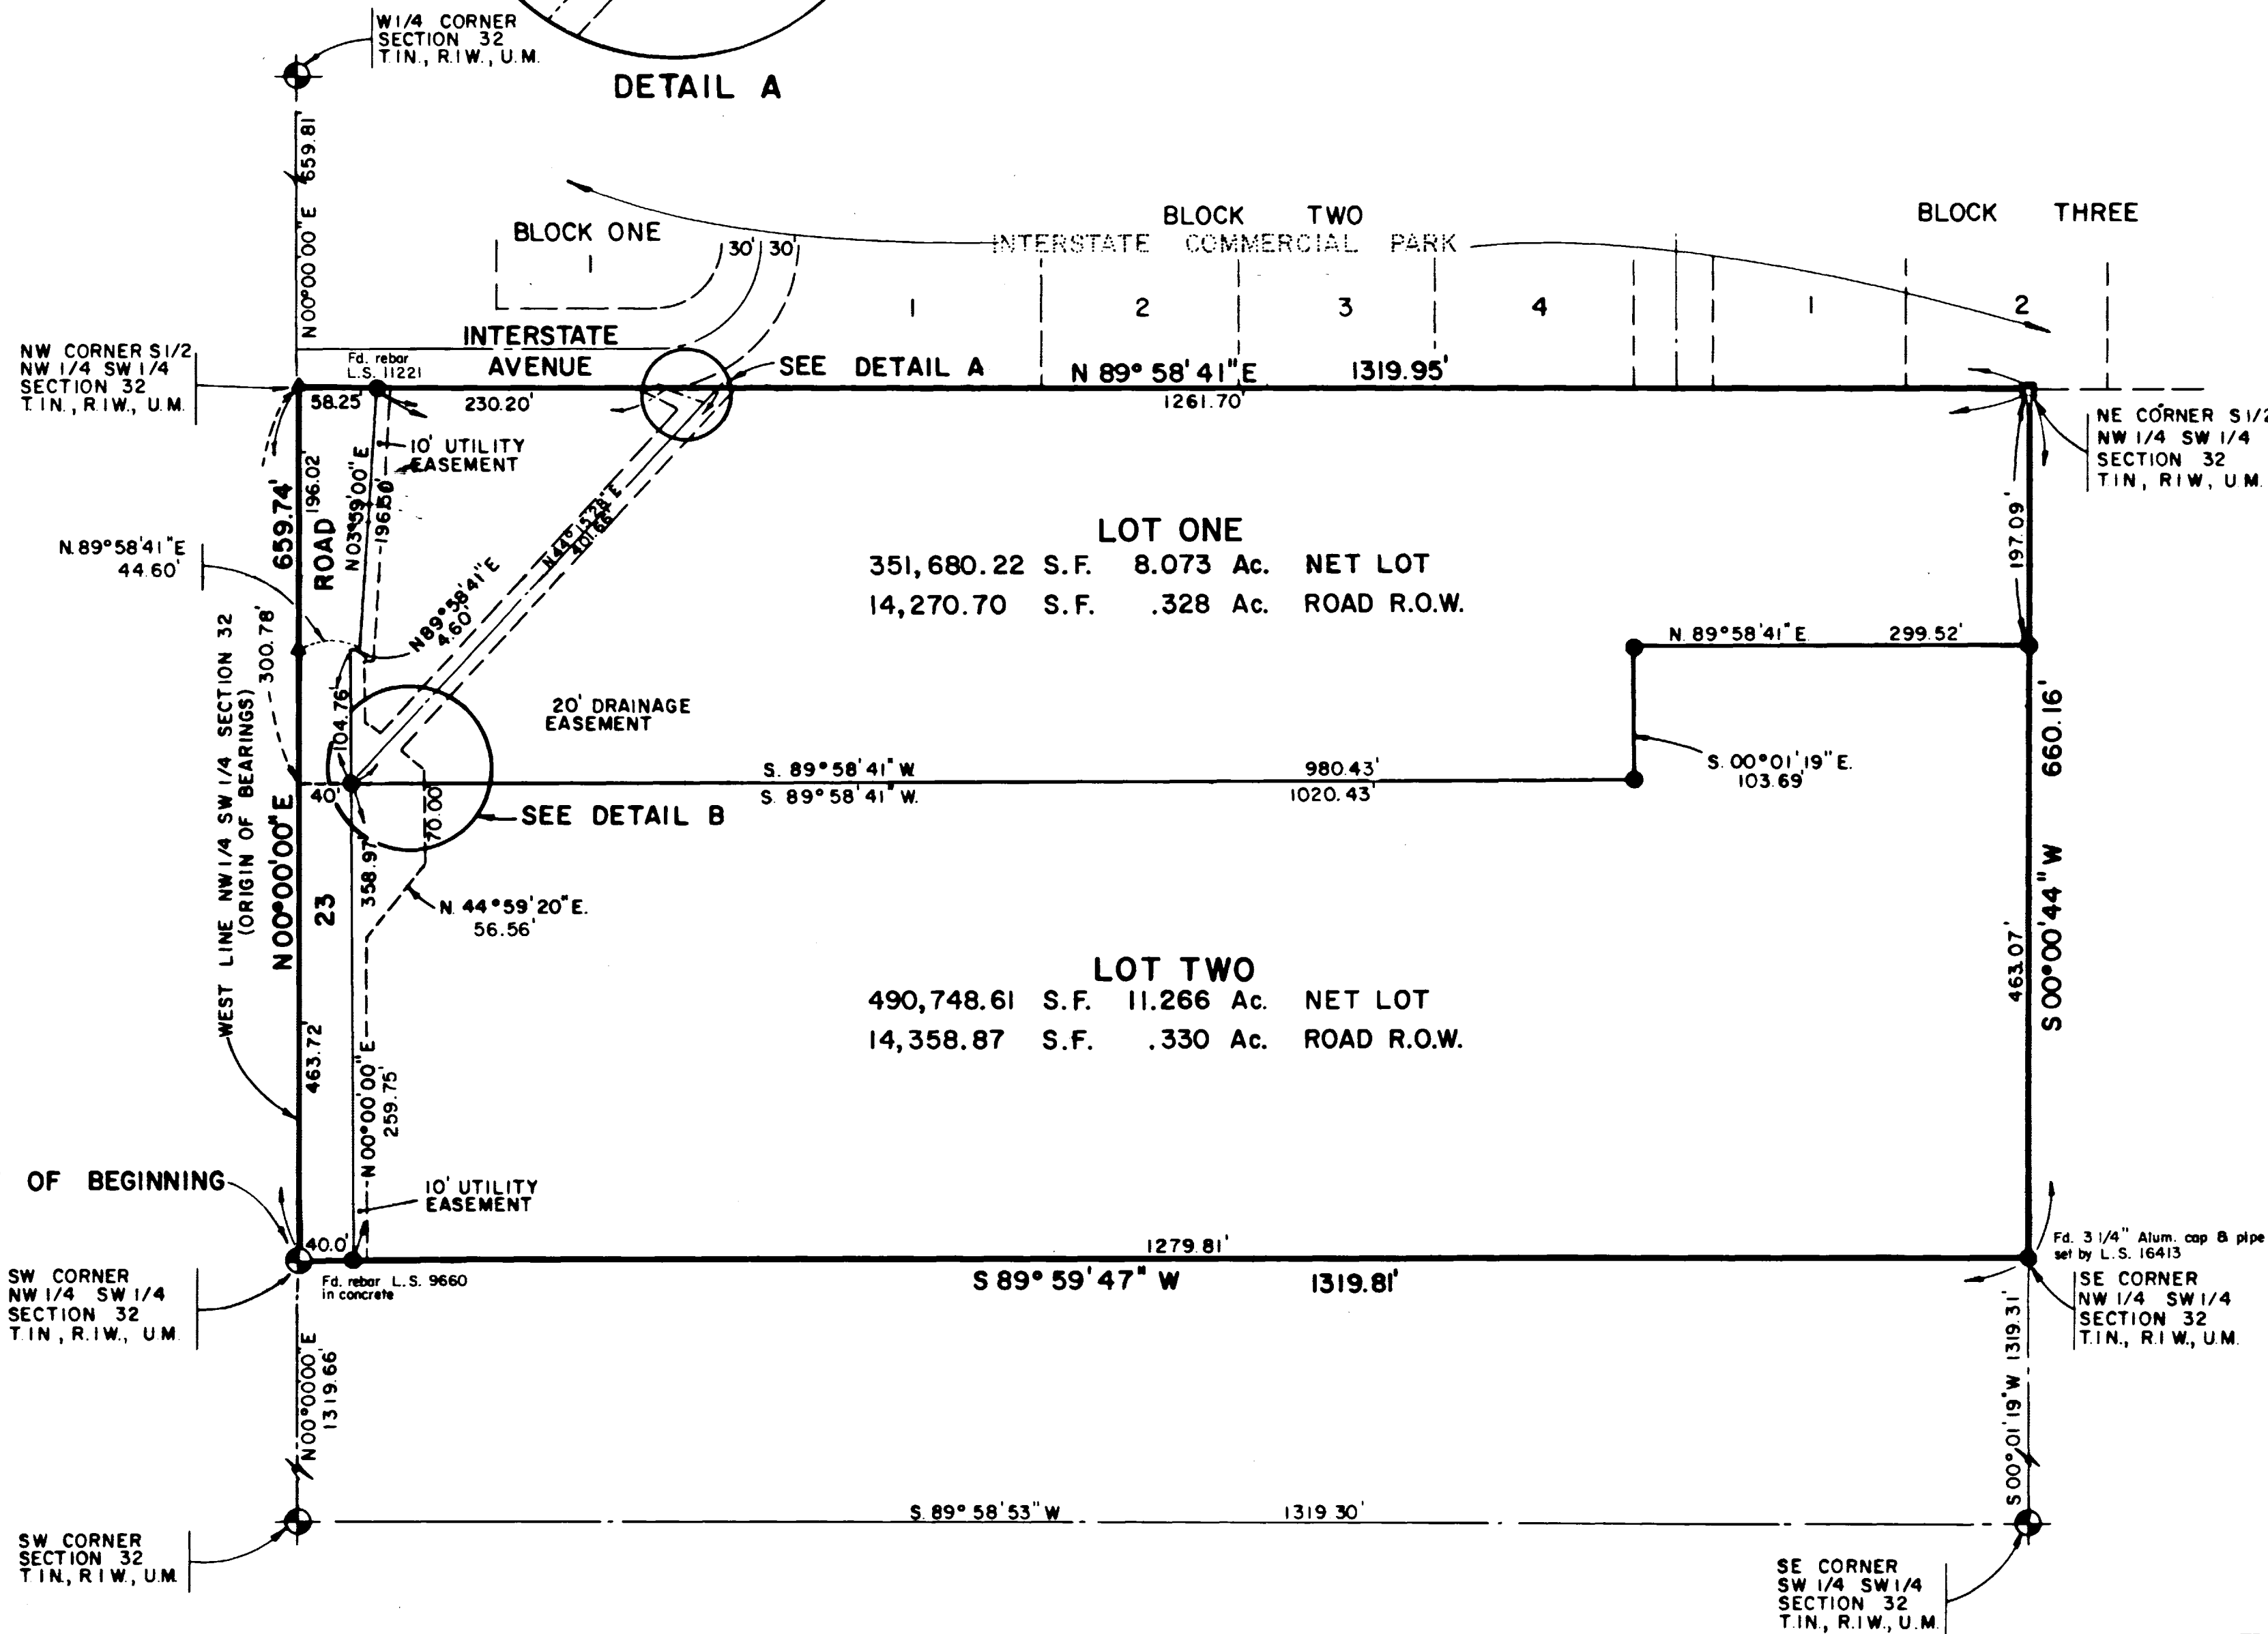 W 1/4 CORNER
SECTION 32
T.1N., R.1W., U.M.
DETAIL A
N00°00'00"E 659.81'
BLOCK ONE
1
30' 30'
BLOCK TWO
INTERSTATE COMMERCIAL PARK
BLOCK THREE
1 2 3 4 1 2
INTERSTATE
AVENUE
SEE DETAIL A
N 89°58'41"E 1319.95'
1261.70'
NW CORNER S1/2
NW 1/4 SW 1/4
SECTION 32
T.1N., R.1W., U.M.
Fd. rebar
L.S. 11221
58.25' 230.20'
NE CORNER S1/2
NW 1/4 SW 1/4
SECTION 32
T.1N., R.1W., U.M.
10' UTILITY
EASEMENT
196.02'
N03°59'00"E
196.50'
659.74'
ROAD
N 44°15'28"E
401.66'
N.89°58'41"E
44.60'
N89°58'41"E
4.60'
LOT ONE
351,680.22 S.F. 8.073 Ac. NET LOT
14,270.70 S.F. .328 Ac. ROAD R.O.W.
197.09'
N. 89°58'41"E. 299.52'
300.78'
104.76'
20' DRAINAGE
EASEMENT
S. 00°01'19"E.
103.69'
660.16'
S. 89°58'41" W. 980.43'
S. 89°58'41" W. 1020.43'
40'
SEE DETAIL B
70.00'
358.97'
N. 44°59'20"E.
56.56'
WEST LINE NW 1/4 SW 1/4 SECTION 32
(ORIGIN OF BEARINGS)
N00°00'00"E
23
463.72'
LOT TWO
490,748.61 S.F. 11.266 Ac. NET LOT
14,358.87 S.F. .330 Ac. ROAD R.O.W.
463.07'
S 00°00'44" W
N00°00'00"E
259.75'
OF BEGINNING
10' UTILITY
EASEMENT
40.0'
1279.81'
S 89°59'47" W 1319.81'
Fd. rebar L.S. 9660
in concrete
Fd. 3 1/4" Alum. cap & pipe
set by L.S. 16413
SW CORNER
NW 1/4 SW 1/4
SECTION 32
T.1N., R.1W., U.M.
SE CORNER
NW 1/4 SW 1/4
SECTION 32
T.1N., R.1W., U.M.
N00°00'00"E
1319.66'
S00°01'19"W 1319.31'
S. 89°58'53" W 1319.30'
SW CORNER
SECTION 32
T.1N., R.1W., U.M.
SE CORNER
SW 1/4 SW 1/4
SECTION 32
T.1N., R.1W., U.M.